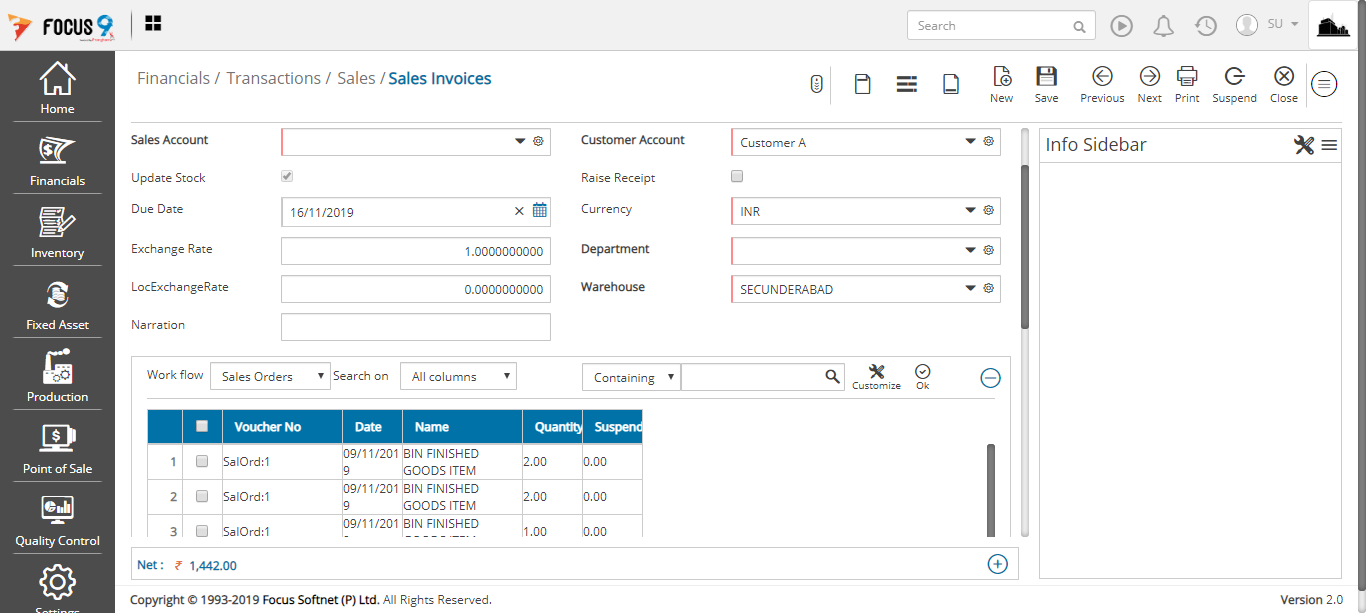 FOCUS 9
Search
SU
Home
Financials
Inventory
Fixed Asset
Production
Point of Sale
Quality Control
Settings
Financials / Transactions / Sales / Sales Invoices
New
Save
Previous
Next
Print
Suspend
Close
Sales Account
Customer Account
Customer A
Update Stock
Raise Receipt
Due Date
16/11/2019
Currency
INR
Exchange Rate
1.0000000000
Department
LocExchangeRate
0.0000000000
Warehouse
SECUNDERABAD
Narration
Info Sidebar
Work flow
Sales Orders
Search on
All columns
Containing
Customize
Ok
Voucher No Date Name Quantity Suspend
1 SalOrd:1 09/11/201
9 BIN FINISHED
GOODS ITEM 2.00 0.00
2 SalOrd:1 09/11/201
9 BIN FINISHED
GOODS ITEM 2.00 0.00
3 SalOrd:1 09/11/201
BIN FINISHED
GOODS ITEM 1.00 0.00
Net : ₹ 1,442.00
Copyright © 1993-2019 Focus Softnet (P) Ltd. All Rights Reserved.
Version 2.0